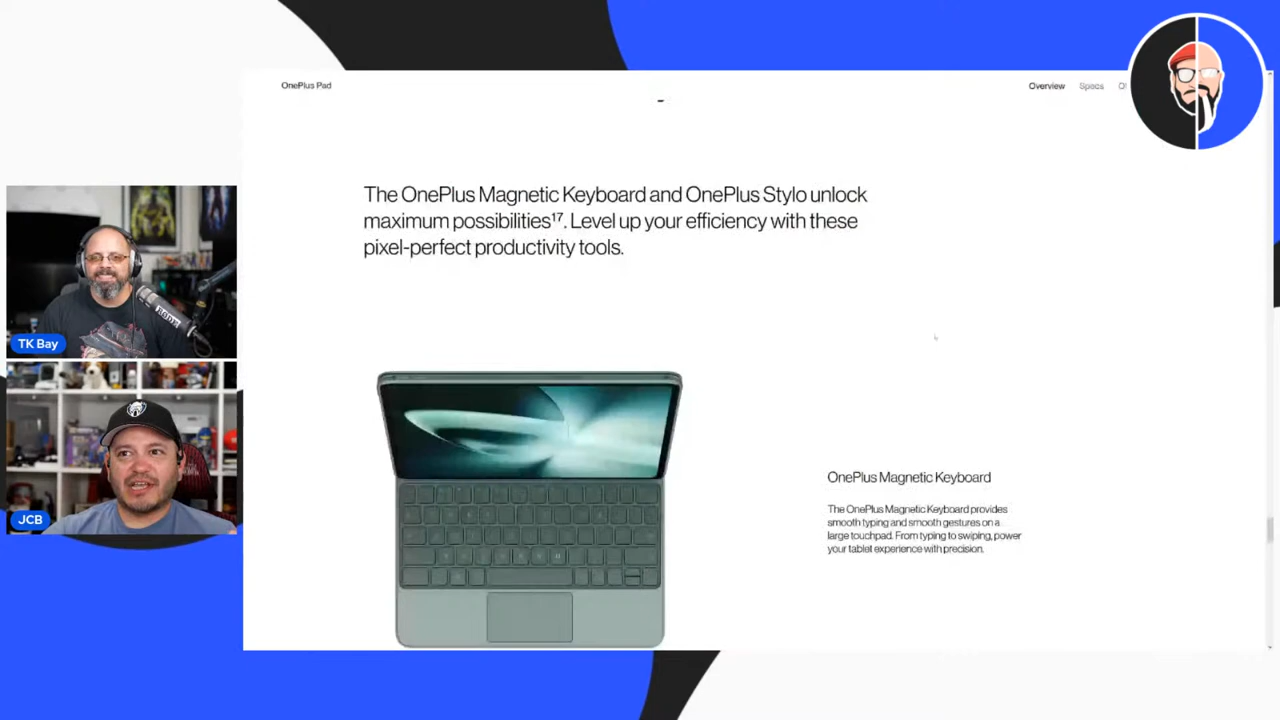 OnePlus Pad
Overview Specs
The OnePlus Magnetic Keyboard and OnePlus Stylo unlock
maximum possibilities¹⁷. Level up your efficiency with these
pixel-perfect productivity tools.
RODE
TK Bay
JCB
OnePlus Magnetic Keyboard
The OnePlus Magnetic Keyboard provides
smooth typing and smooth gestures on a
large touchpad. From typing to swiping, power
your tablet experience with precision.